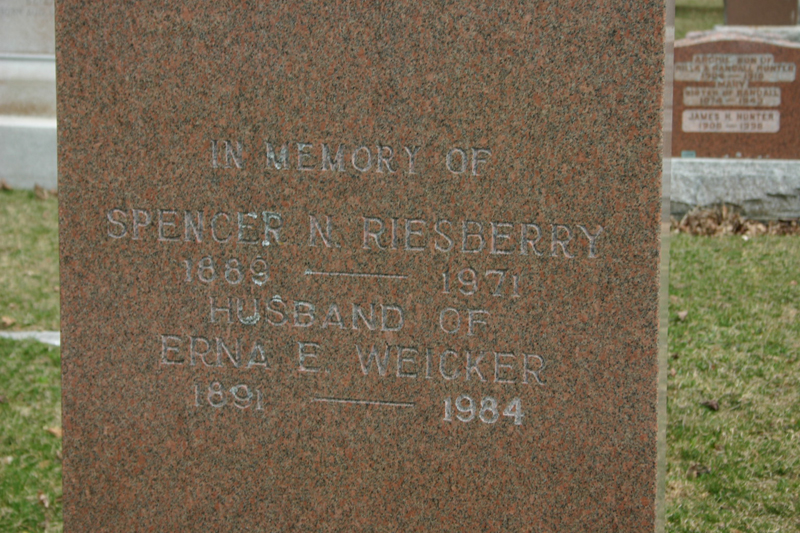 IN MEMORY OF
SPENCER N. RIESBERRY
1889 — 1971
HUSBAND OF
ERNA E. WEICKER
1891 — 1984
JAMES H. HUNTER